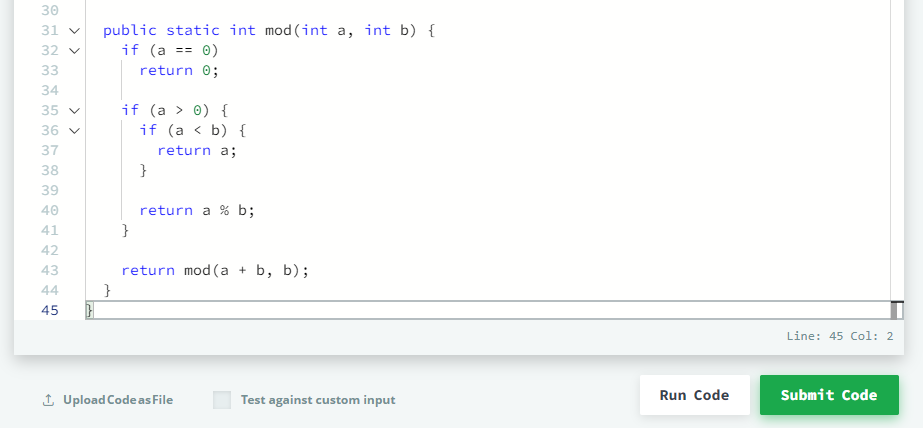 30
31 public static int mod(int a, int b) {
32 if (a == 0)
33 return 0;
34
35 if (a > 0) {
36 if (a < b) {
37 return a;
38 }
39
40 return a % b;
41 }
42
43 return mod(a + b, b);
44 }
45 }
Line: 45 Col: 2
Upload Code as File Test against custom input Run Code Submit Code